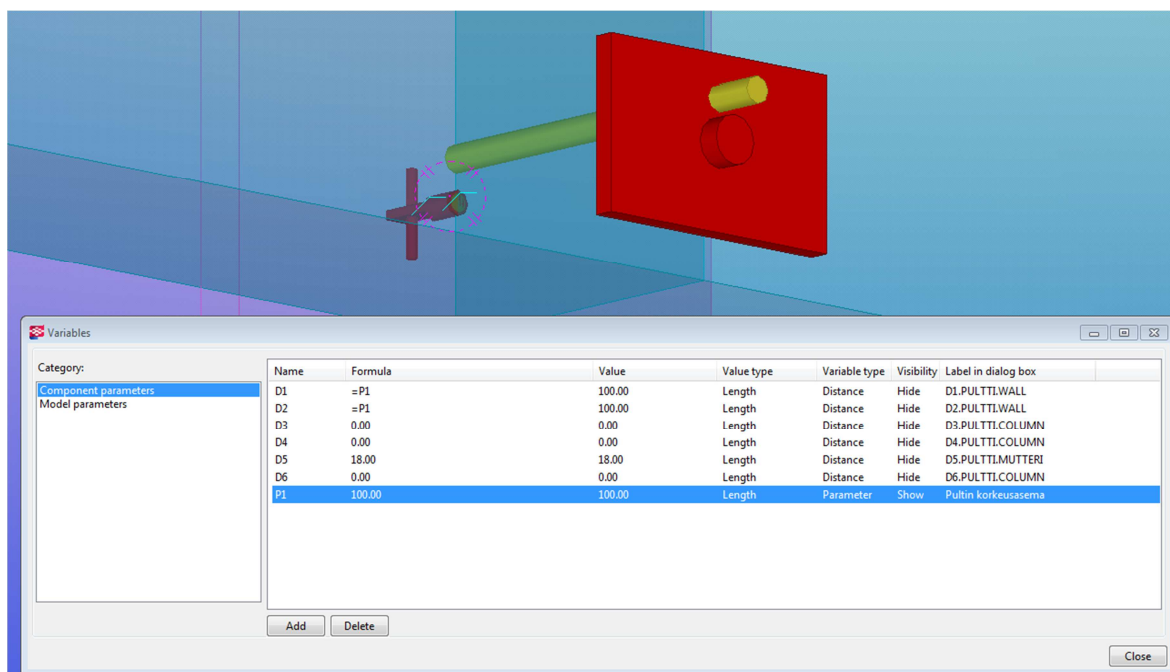 Variables
Category:
Component parameters
Model parameters
Name Formula Value Value type Variable type Visibility Label in dialog box
D1 =P1 100.00 Length Distance Hide D1.PULTTI.WALL
D2 =P1 100.00 Length Distance Hide D2.PULTTI.WALL
D3 0.00 0.00 Length Distance Hide D3.PULTTI.COLUMN
D4 0.00 0.00 Length Distance Hide D4.PULTTI.COLUMN
D5 18.00 18.00 Length Distance Hide D5.PULTTI.MUTTERI
D6 0.00 0.00 Length Distance Hide D6.PULTTI.COLUMN
P1 100.00 100.00 Length Parameter Show Pultin korkeusasema
Add Delete
Close